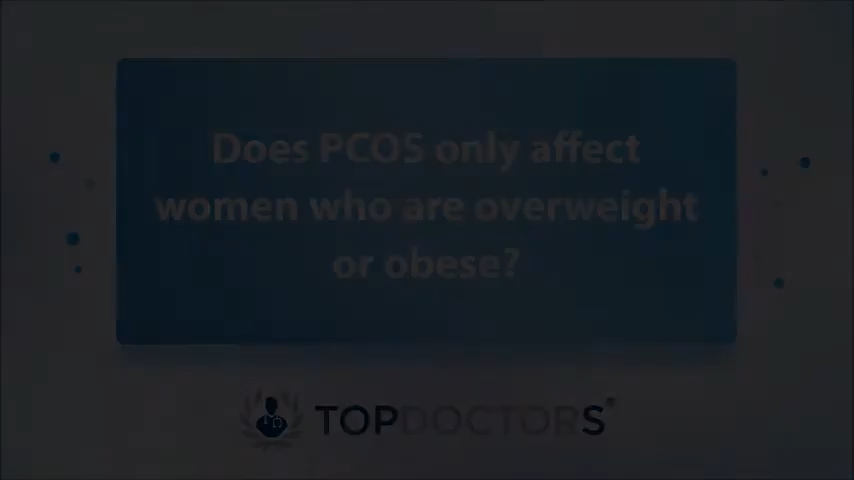 Does PCOS only affect
women who are overweight
or obese?
TOPDOCTORS®